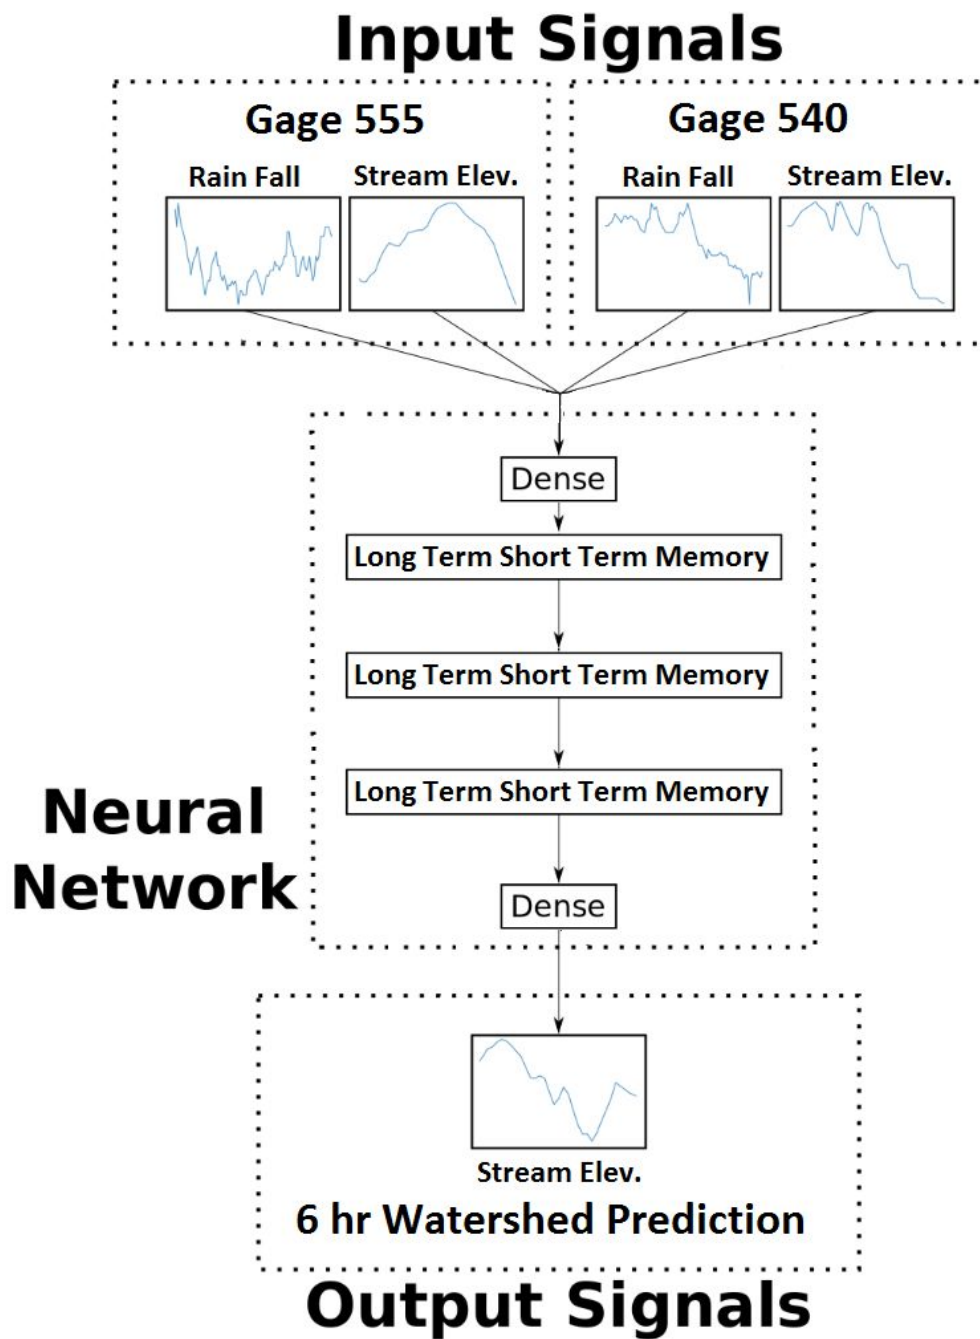 Input Signals
Gage 555
Gage 540
Rain Fall
Stream Elev.
Rain Fall
Stream Elev.
Dense
Long Term Short Term Memory
Long Term Short Term Memory
Long Term Short Term Memory
Neural
Network
Dense
Stream Elev.
6 hr Watershed Prediction
Output Signals